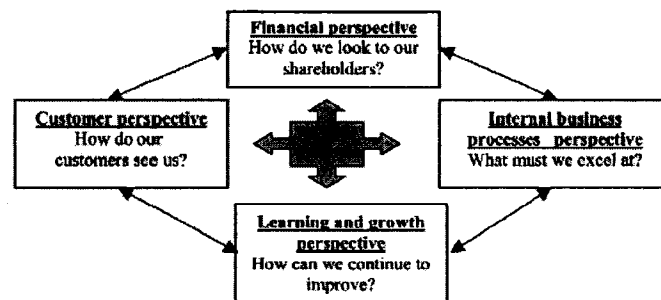 Financial perspective
How do we look to our
shareholders?
Customer perspective
How do our
customers see us?
Internal business
processes perspective
What must we excel at?
Learning and growth
perspective
How can we continue to
improve?